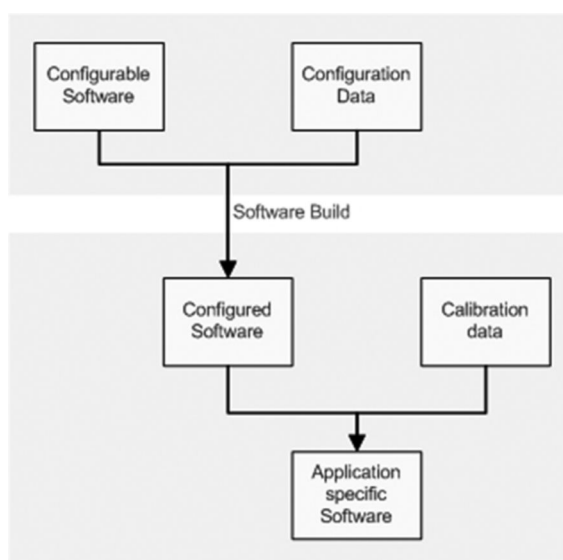 Configurable
Software
Configuration
Data
Software Build
Configured
Software
Calibration
data
Application
specific
Software